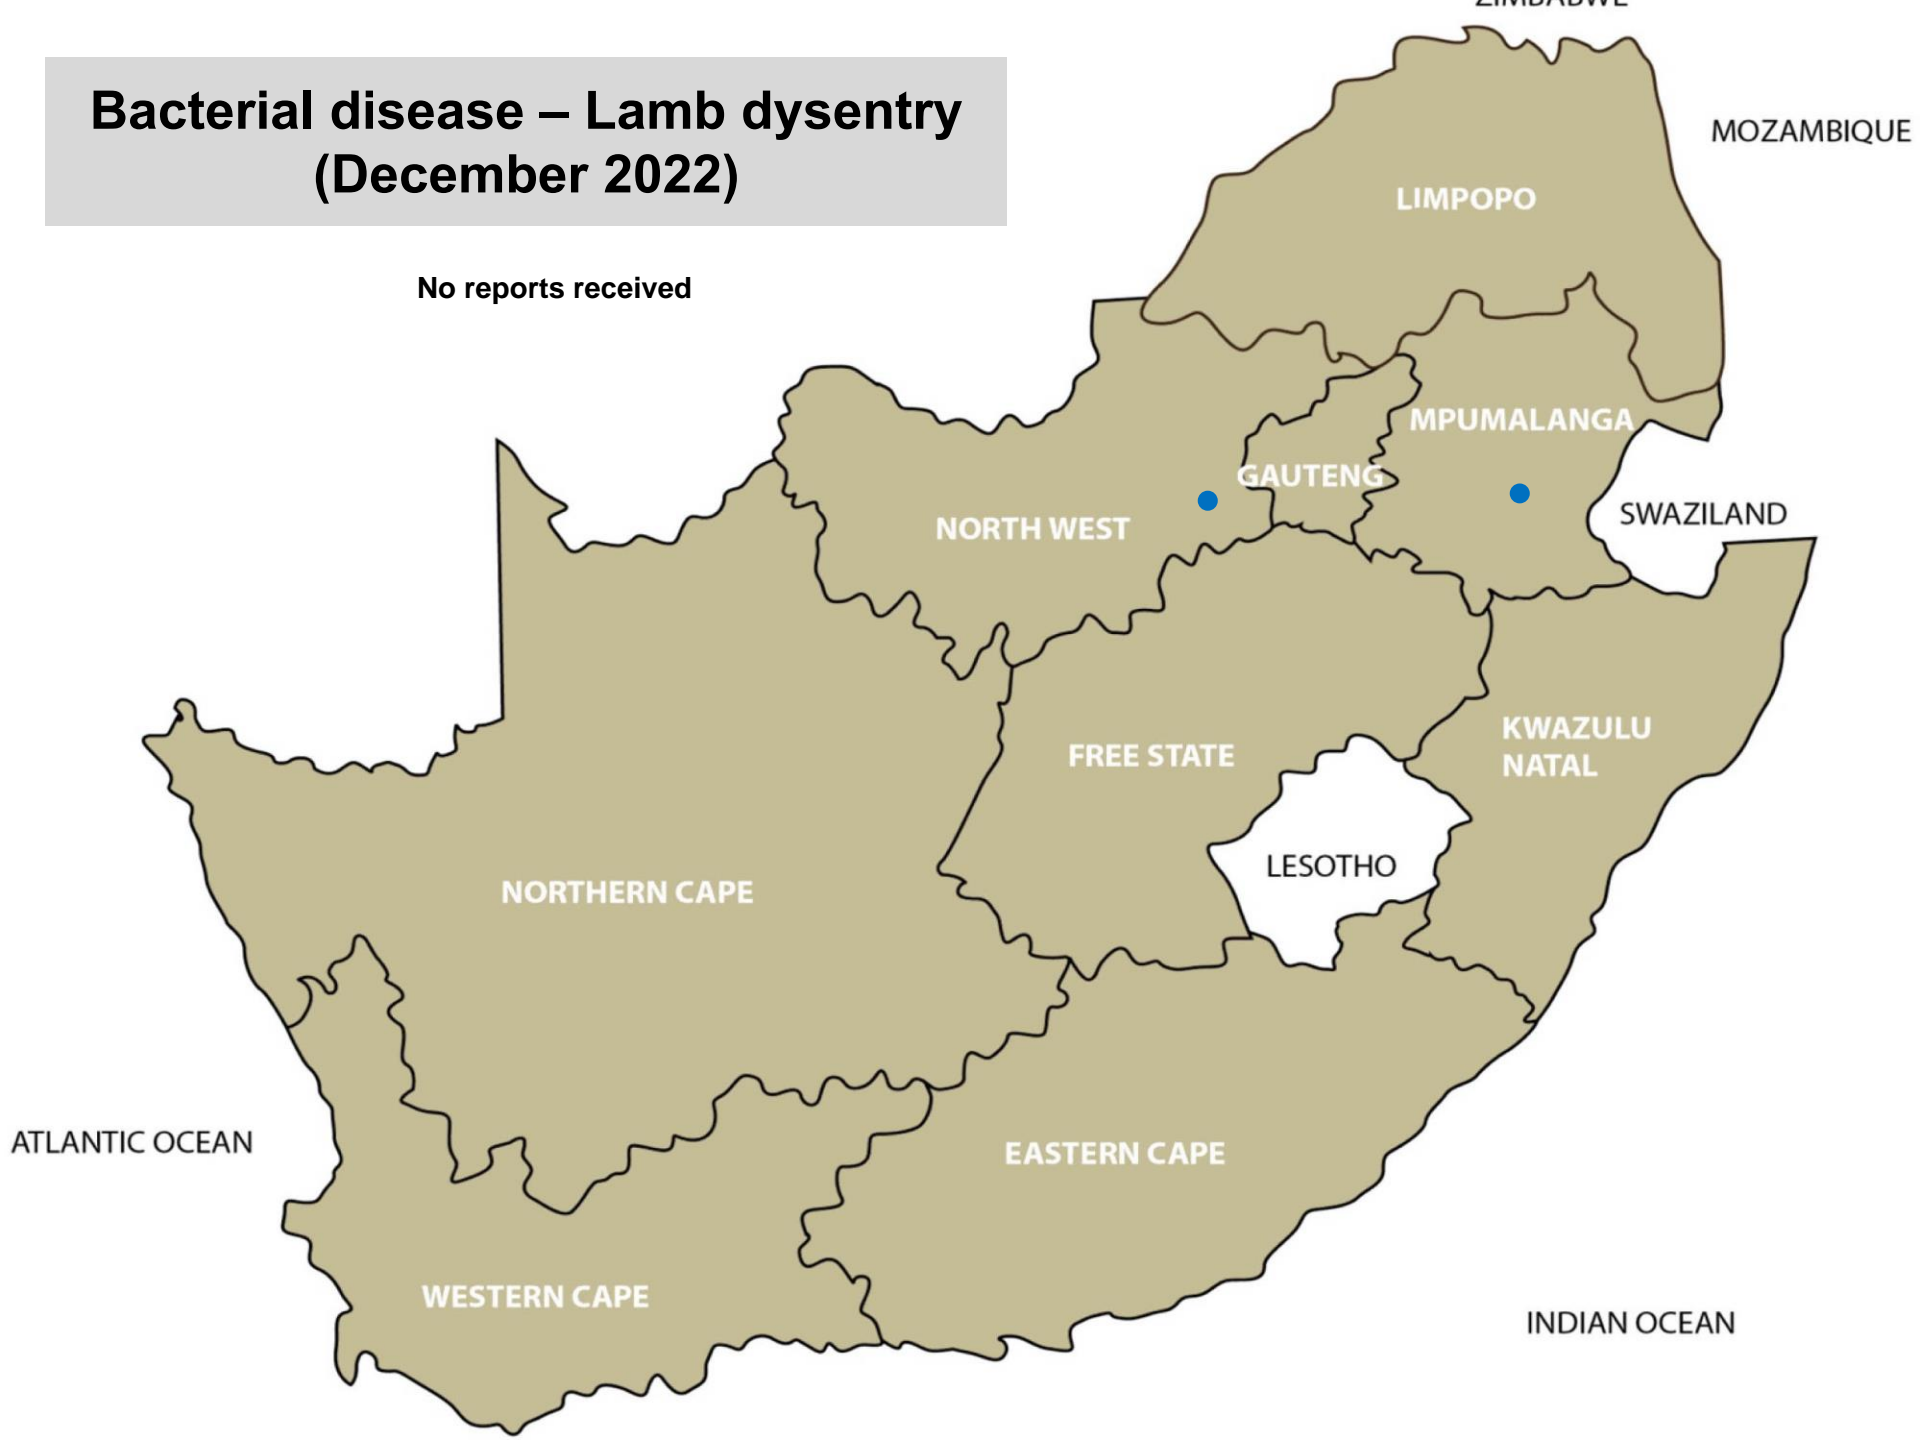 ZIMBABWE
Bacterial disease – Lamb dysentry
(December 2022)
MOZAMBIQUE
LIMPOPO
No reports received
MPUMALANGA
GAUTENG
SWAZILAND
NORTH WEST
KWAZULU
NATAL
FREE STATE
LESOTHO
NORTHERN CAPE
ATLANTIC OCEAN
EASTERN CAPE
WESTERN CAPE
INDIAN OCEAN